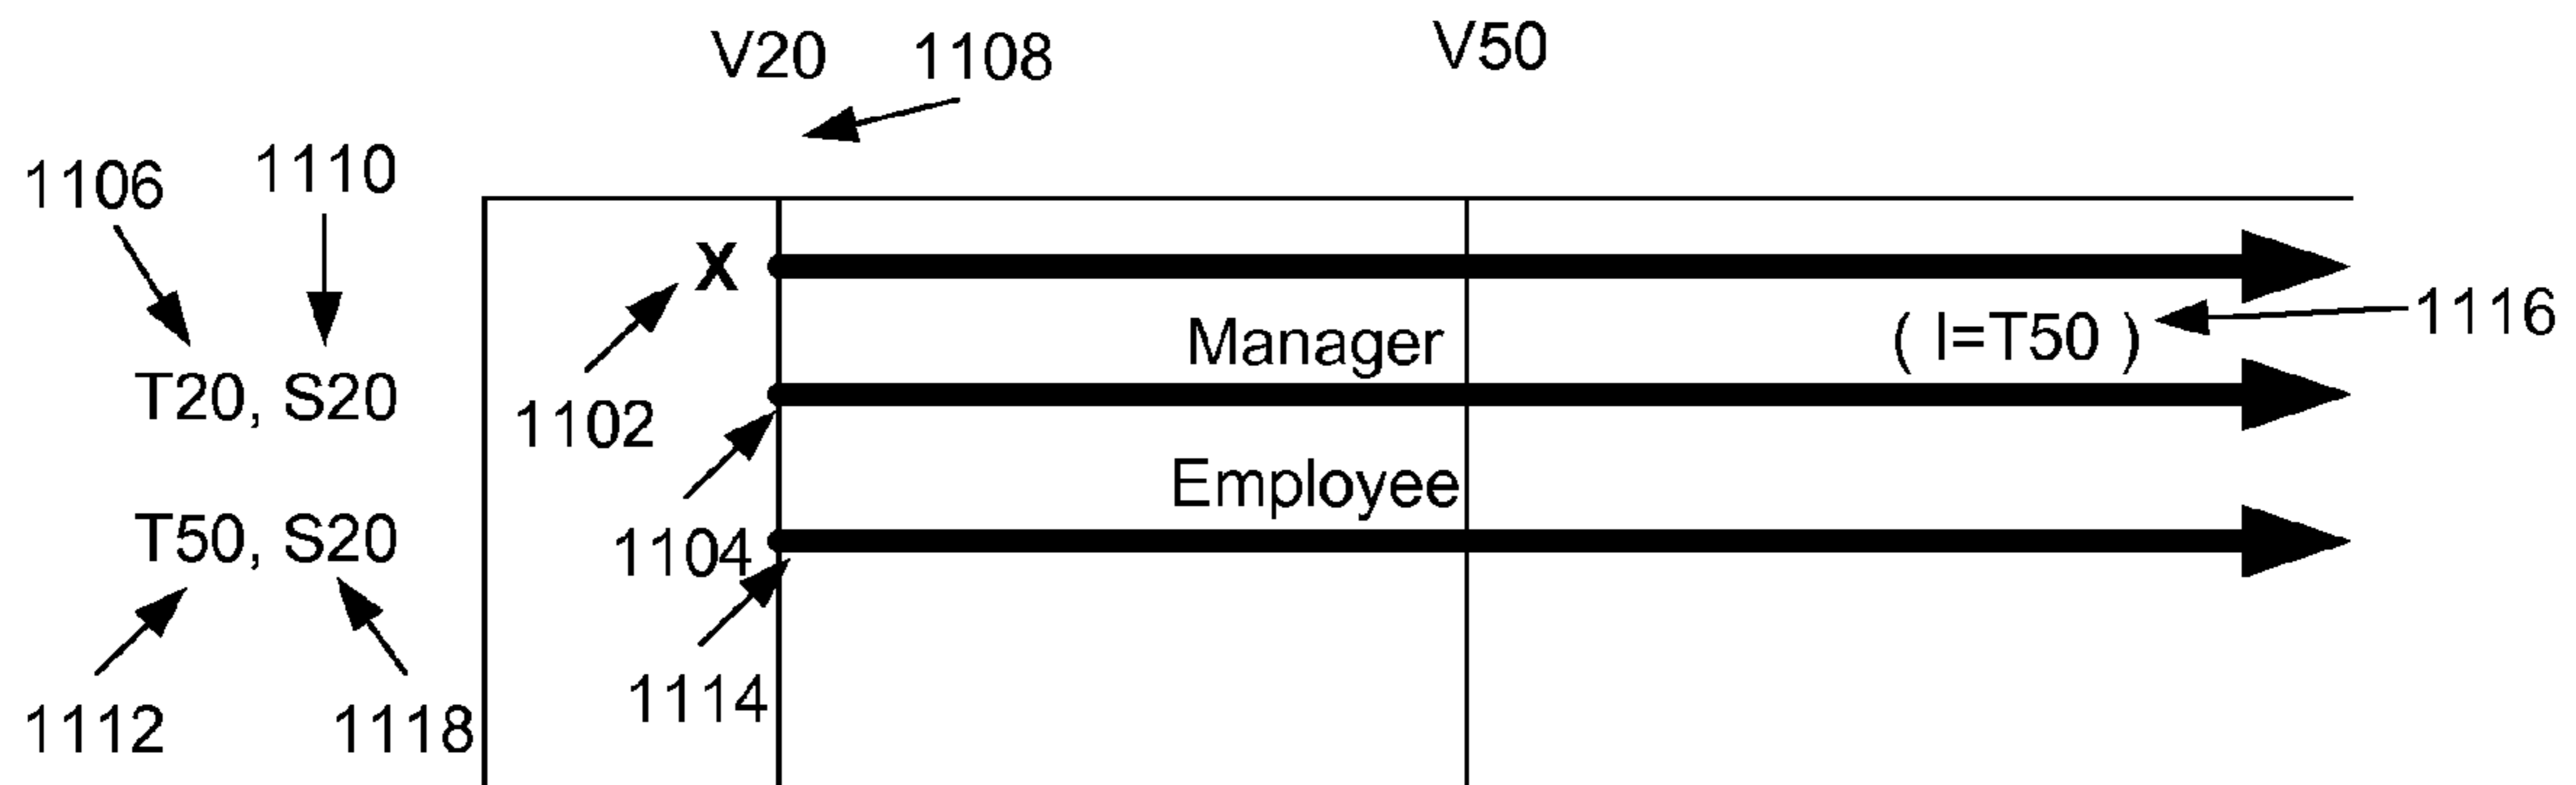 V20 1108 V50
1106 1110
X
Manager ( I=T50 ) 1116
T20, S20 1102
Employee
T50, S20 1104
1112 1118 1114